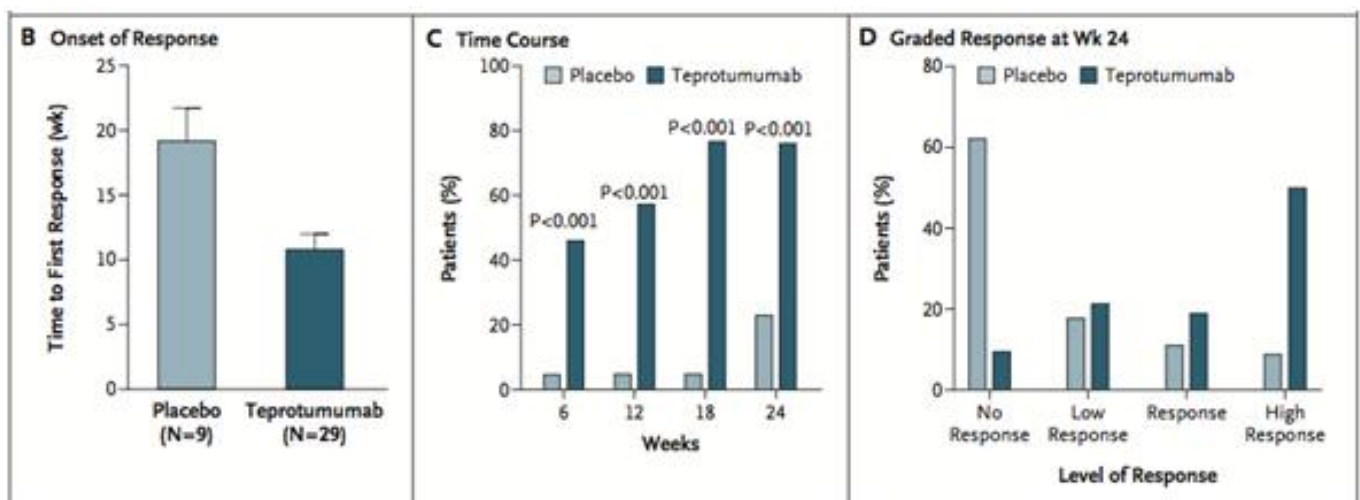 B Onset of Response
25
20
15
10
5
0
Time to First Response (wk)
Placebo
(N=9)
Teprotumumab
(N=29)
C Time Course
Placebo Teprotumumab
100
80
60
40
20
0
Patients (%)
P<0.001
P<0.001
P<0.001 P<0.001
6 12 18 24
Weeks
D Graded Response at Wk 24
Placebo Teprotumumab
80
60
40
20
0
Patients (%)
No
Response
Low
Response
Response
High
Response
Level of Response